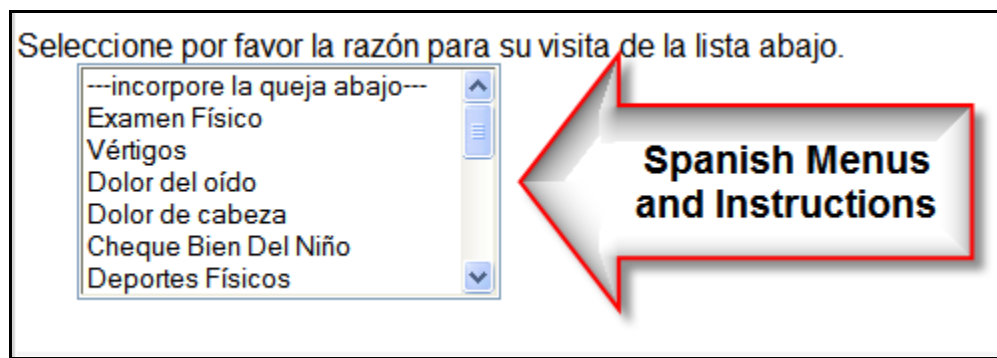 Seleccione por favor la razón para su visita de la lista abajo.
---incorpore la queja abajo---
Examen Físico
Vértigos
Dolor del oído
Dolor de cabeza
Cheque Bien Del Niño
Deportes Físicos
Spanish Menus
and Instructions